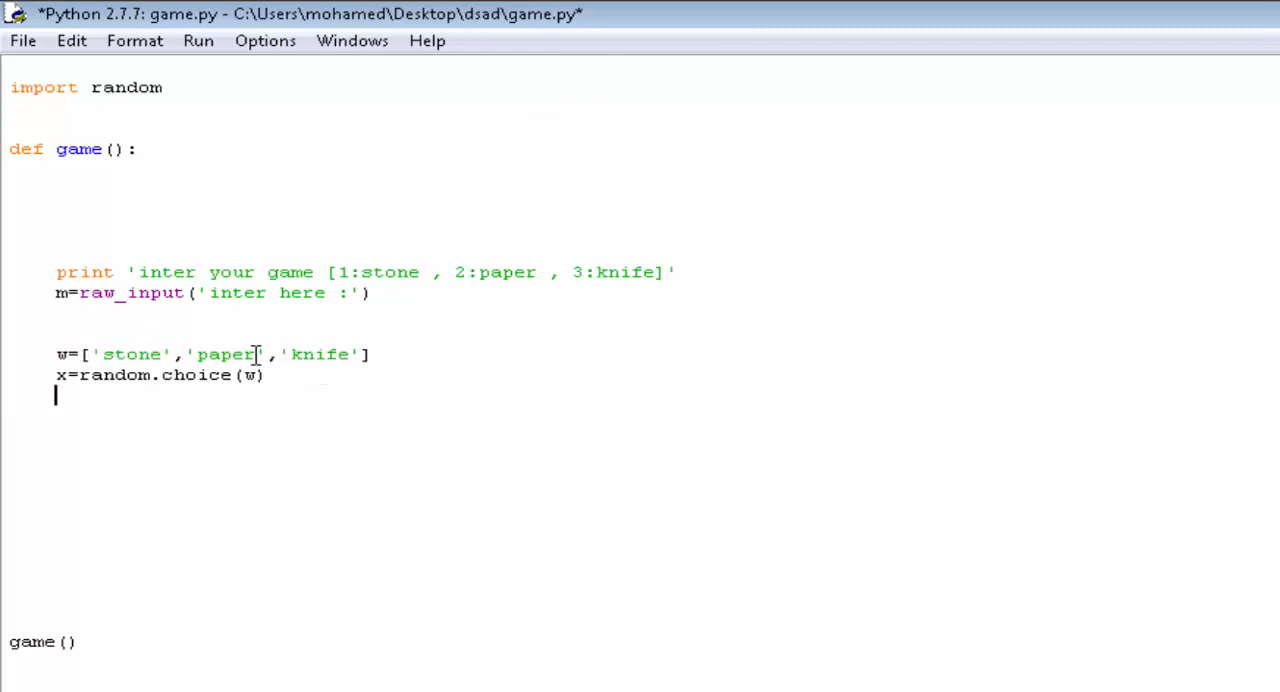 *Python 2.7.7: game.py - C:\Users\mohamed\Desktop\dsad\game.py*
File Edit Format Run Options Windows Help
import random
def game():
print 'inter your game [1:stone , 2:paper , 3:knife]'
m=raw_input('inter here :')
w=['stone','paper','knife']
x=random.choice(w)
game()